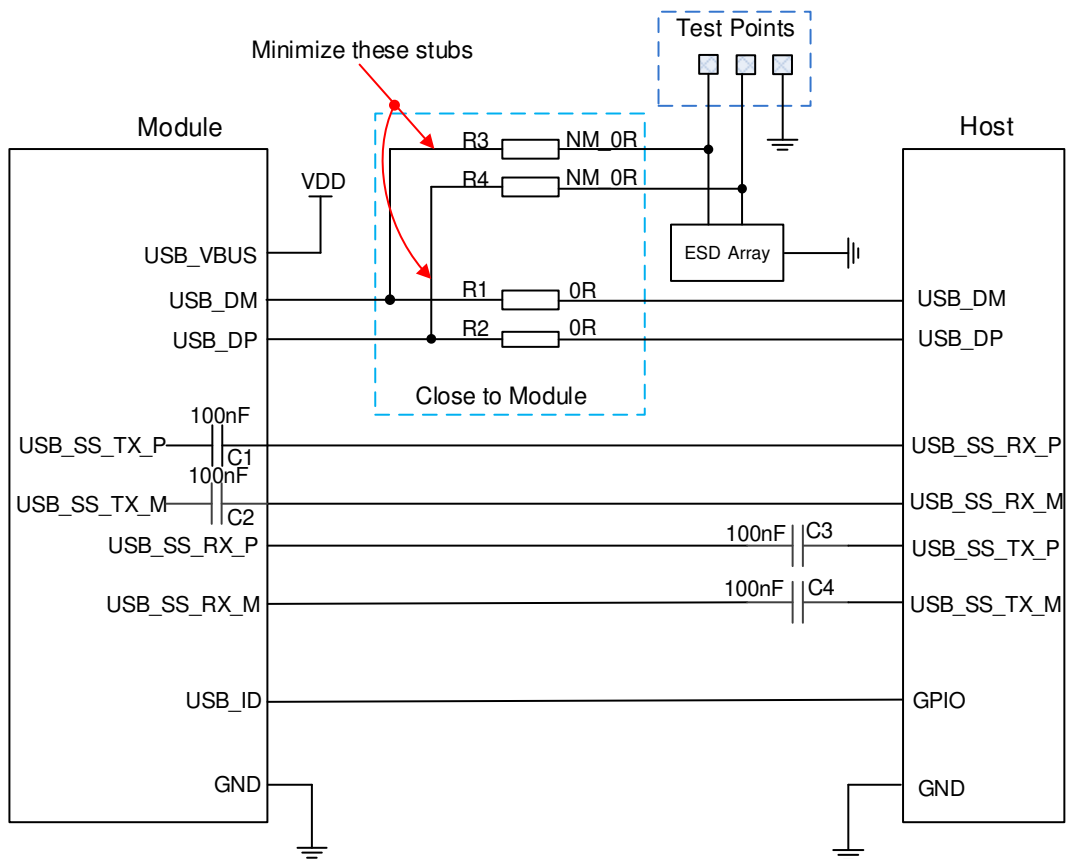 Test Points
Minimize these stubs
Module
Host
R3
NM_0R
R4
NM_0R
VDD
USB_VBUS
ESD Array
USB_DM
R1
0R
USB_DM
USB_DP
R2
0R
USB_DP
Close to Module
100nF
USB_SS_TX_P
C1
USB_SS_RX_P
100nF
USB_SS_TX_M
C2
USB_SS_RX_M
USB_SS_RX_P
100nF
C3
USB_SS_TX_P
USB_SS_RX_M
100nF
C4
USB_SS_TX_M
USB_ID
GPIO
GND
GND